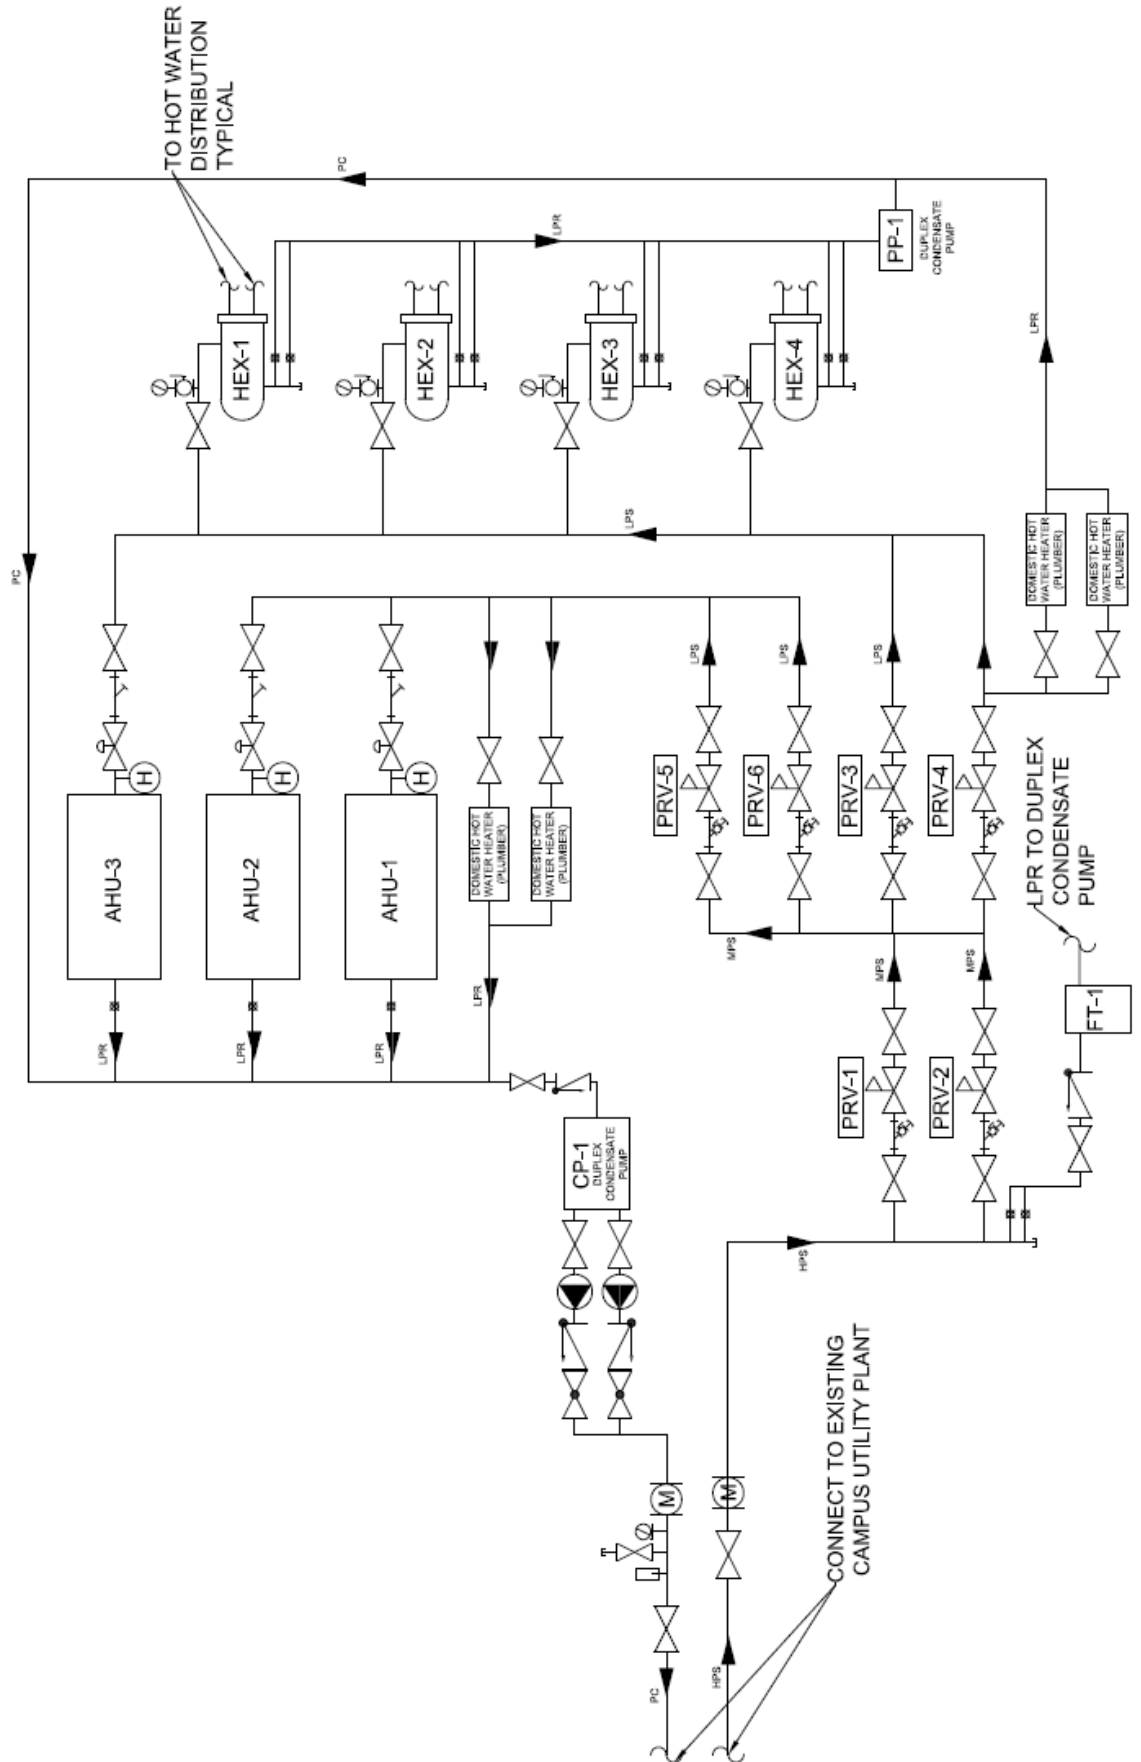 PC
LPR
AHU-3
TO HOT WATER
DISTRIBUTION
TYPICAL
LPR
AHU-2
HEX-1
PC
LPR
AHU-1
HEX-2
LPR
DOMESTIC HOT
WATER HEATER
(PLUMBER)
DOMESTIC HOT
WATER HEATER
(PLUMBER)
LPR
CP-1
DUPLEX
CONDENSATE
PUMP
HEX-3
LPS
M
PC
PRV-5
LPS
HPS
M
MPS
PRV-6
LPS
HEX-4
HPS
CONNECT TO EXISTING
CAMPUS UTILITY PLANT
PRV-1
MPS
PRV-3
LPS
PP-1
DUPLEX
CONDENSATE
PUMP
PRV-2
MPS
PRV-4
H
H
H
LPR
DOMESTIC HOT
WATER HEATER
(PLUMBER)
DOMESTIC HOT
WATER HEATER
(PLUMBER)
LPR TO DUPLEX
CONDENSATE
PUMP
FT-1